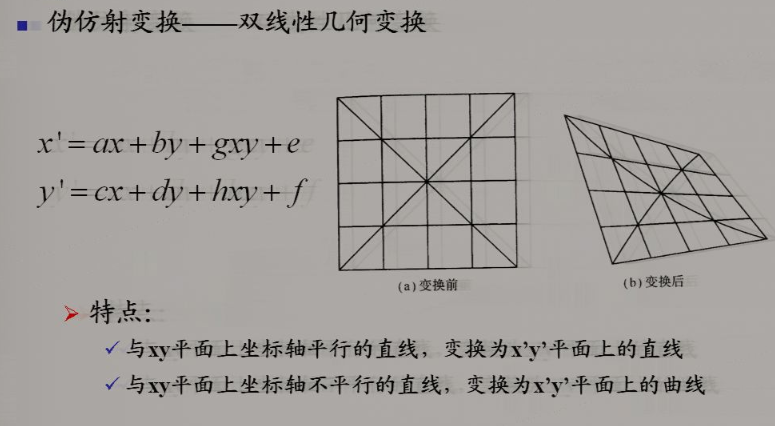 伪仿射变换——双线性几何变换
x'=ax+by+gxy+e
y'=cx+dy+hxy+f
(a)变换前
(b)变换后
特点：
与xy平面上坐标轴平行的直线，变换为x’y’平面上的直线
与xy平面上坐标轴不平行的直线，变换为x’y’平面上的曲线